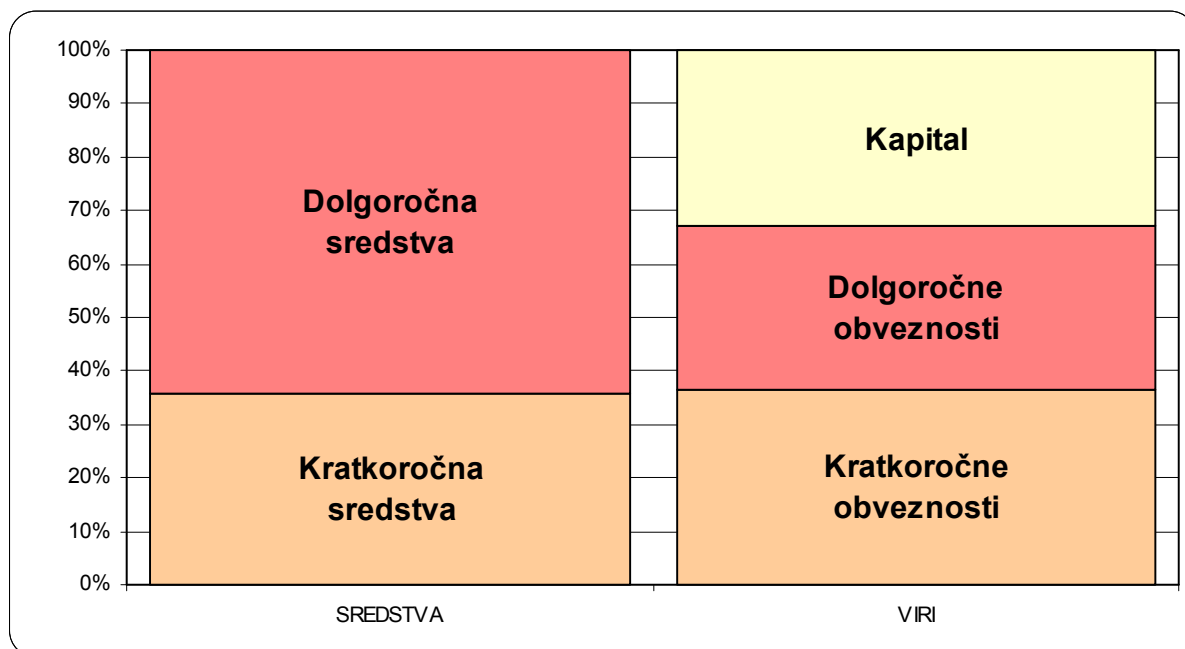 100%
90%
80%
70%
60%
50%
40%
30%
20%
10%
0%
Dolgoročna
sredstva
Kratkoročna
sredstva
Kapital
Dolgoročne
obveznosti
Kratkoročne
obveznosti
SREDSTVA
VIRI